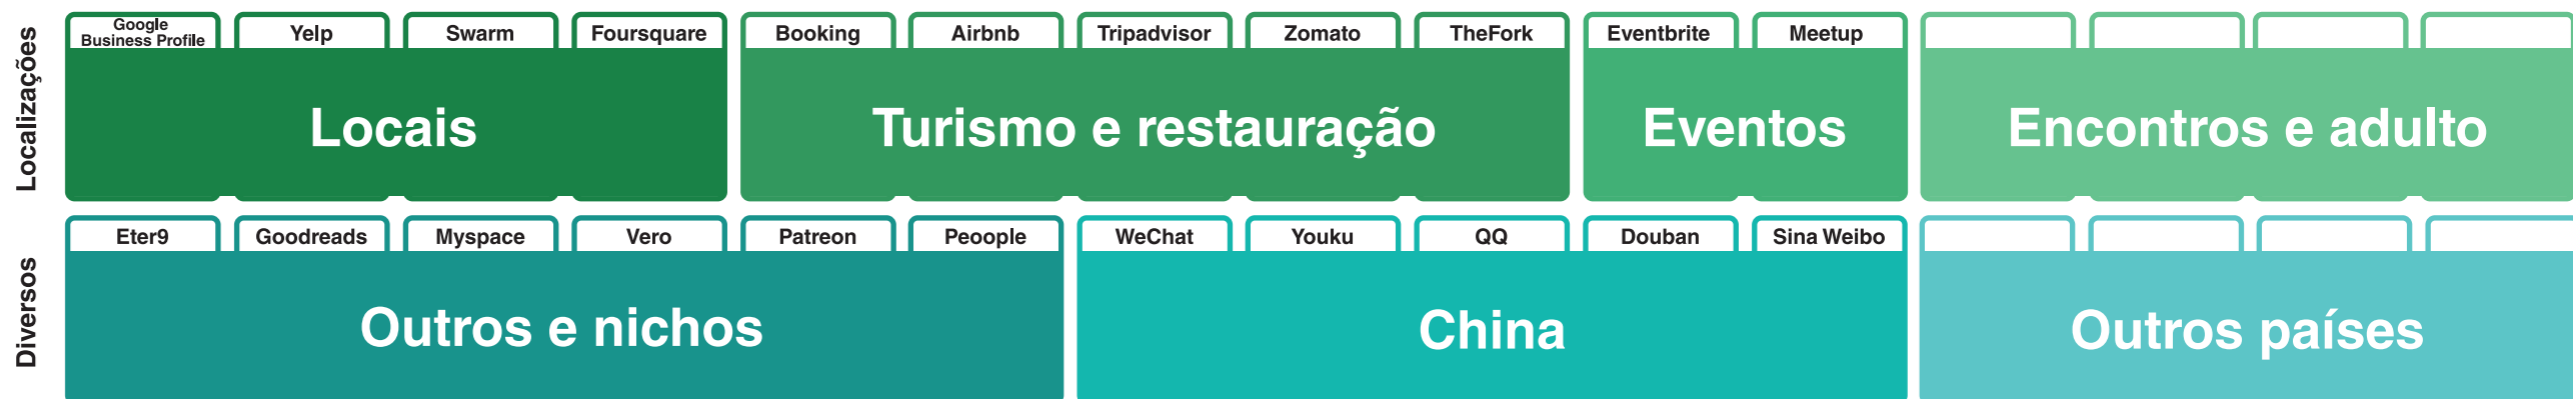 Localizações
Google
Business Profile
Yelp
Swarm
Foursquare
Booking
Airbnb
Tripadvisor
Zomato
TheFork
Eventbrite
Meetup
Locais
Turismo e restauração
Eventos
Encontros e adulto
Diversos
Eter9
Goodreads
Myspace
Vero
Patreon
Peoople
WeChat
Youku
QQ
Douban
Sina Weibo
Outros e nichos
China
Outros países